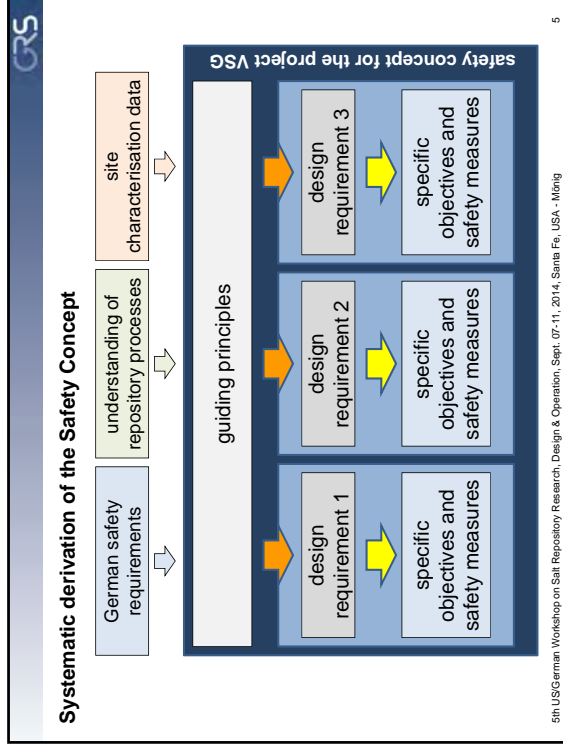 GRS
Systematic derivation of the Safety Concept
German safety
requirements
understanding of
repository processes
site
characterisation data
guiding principles
design
requirement 1
design
requirement 2
design
requirement 3
specific
objectives and
safety measures
specific
objectives and
safety measures
specific
objectives and
safety measures
safety concept for the project VSG
5th US/German Workshop on Salt Repository Research, Design & Operation, Sept. 07-11, 2014, Santa Fe, USA - Mönig
5